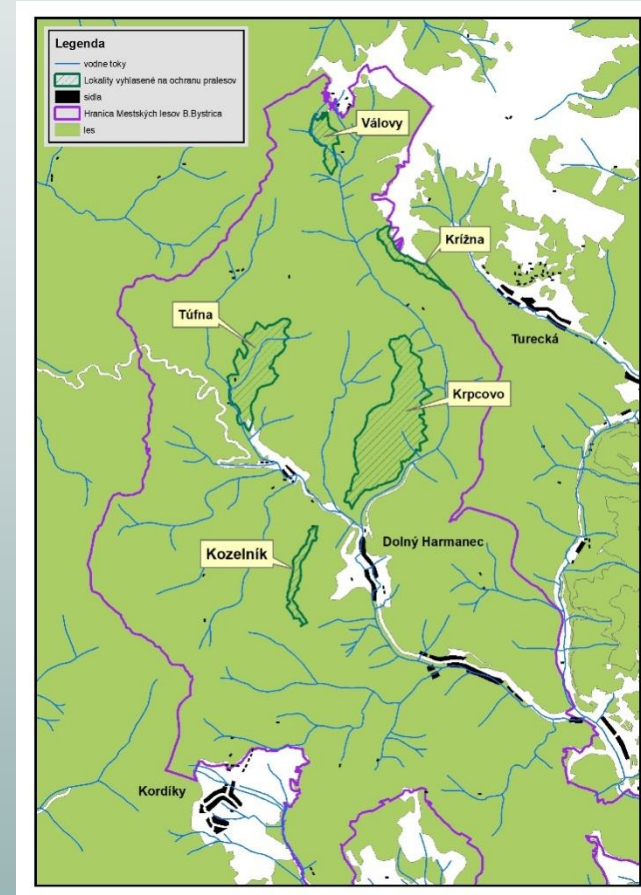 Legenda
vodne toky
Lokality vyhlasené na ochranu pralesov
sidla
Hranica Mestských lesov B.Bystrica
les
Válovy
Krížna
Túfna
Turecká
Krpcovo
Dolný Harmanec
Kozelník
Kordíky